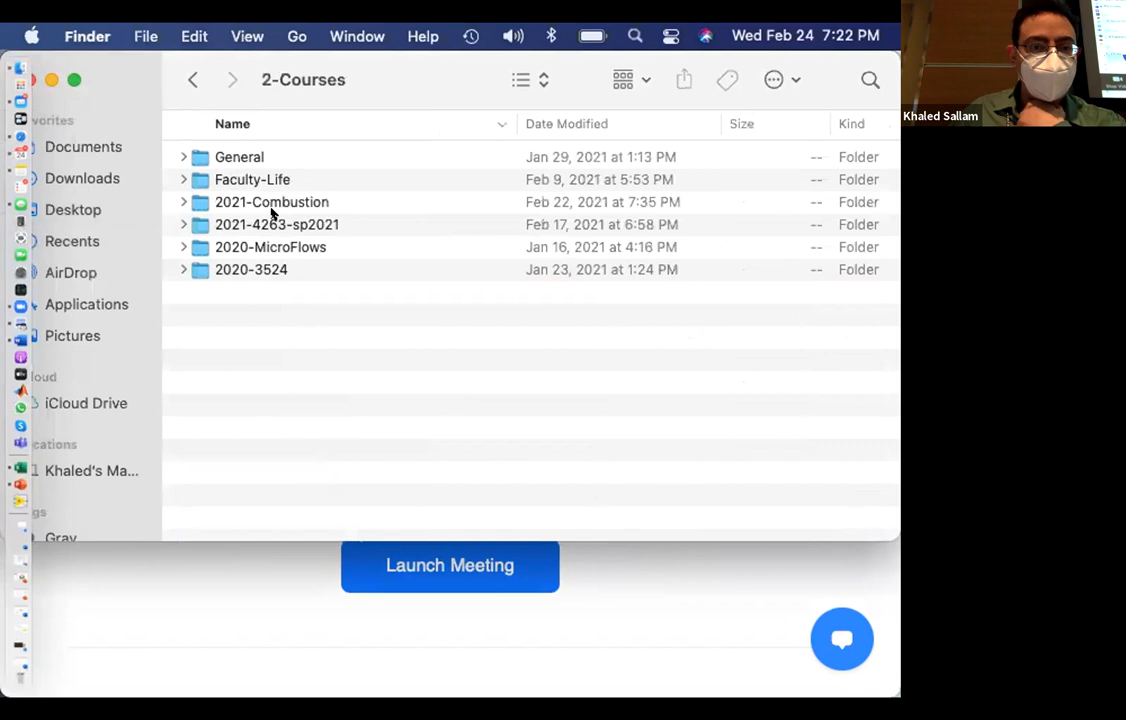 Finder File Edit View Go Window Help Wed Feb 24 7:22 PM
2-Courses
Name Date Modified Size Kind
General Jan 29, 2021 at 1:13 PM -- Folder
Faculty-Life Feb 9, 2021 at 5:53 PM -- Folder
2021-Combustion Feb 22, 2021 at 7:35 PM -- Folder
2021-4263-sp2021 Feb 17, 2021 at 6:58 PM -- Folder
2020-MicroFlows Jan 16, 2021 at 4:16 PM -- Folder
2020-3524 Jan 23, 2021 at 1:24 PM -- Folder
vorites
Documents
Downloads
Desktop
Recents
AirDrop
Applications
Pictures
loud
iCloud Drive
cations
Khaled's Ma...
gs
Gray
Launch Meeting
Khaled Sallam